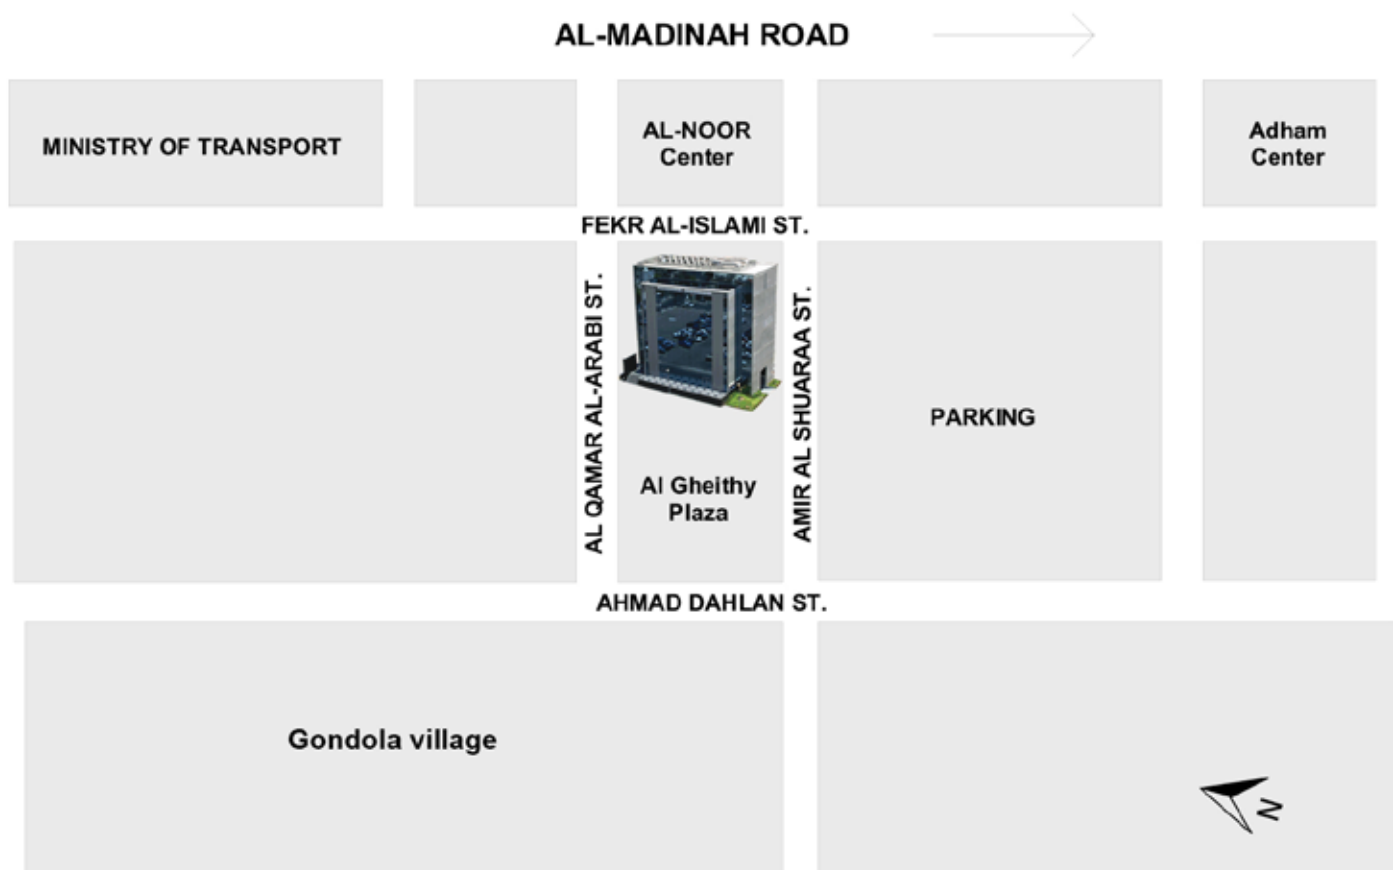 AL-MADINAH ROAD
MINISTRY OF TRANSPORT
AL-NOOR
Center
Adham
Center
FEKR AL-ISLAMI ST.
AL QAMAR AL-ARABI ST.
AMIR AL SHUARAA ST.
PARKING
Al Gheithy
Plaza
AHMAD DAHLAN ST.
Gondola village
N